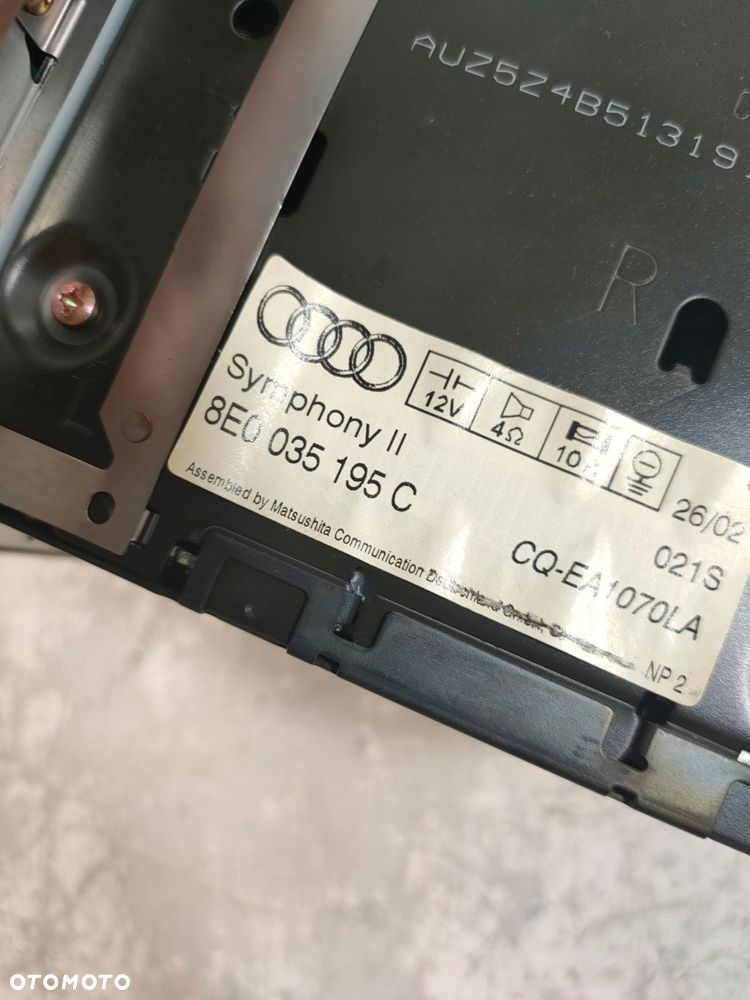 AUZ5Z4B513191
R
Symphony II
8E0 035 195 C
12V
4Ω
10
26/02
021S
Assembled by Matsushita Communication
CQ-EA1070LA
NP 2
OTOMOTO